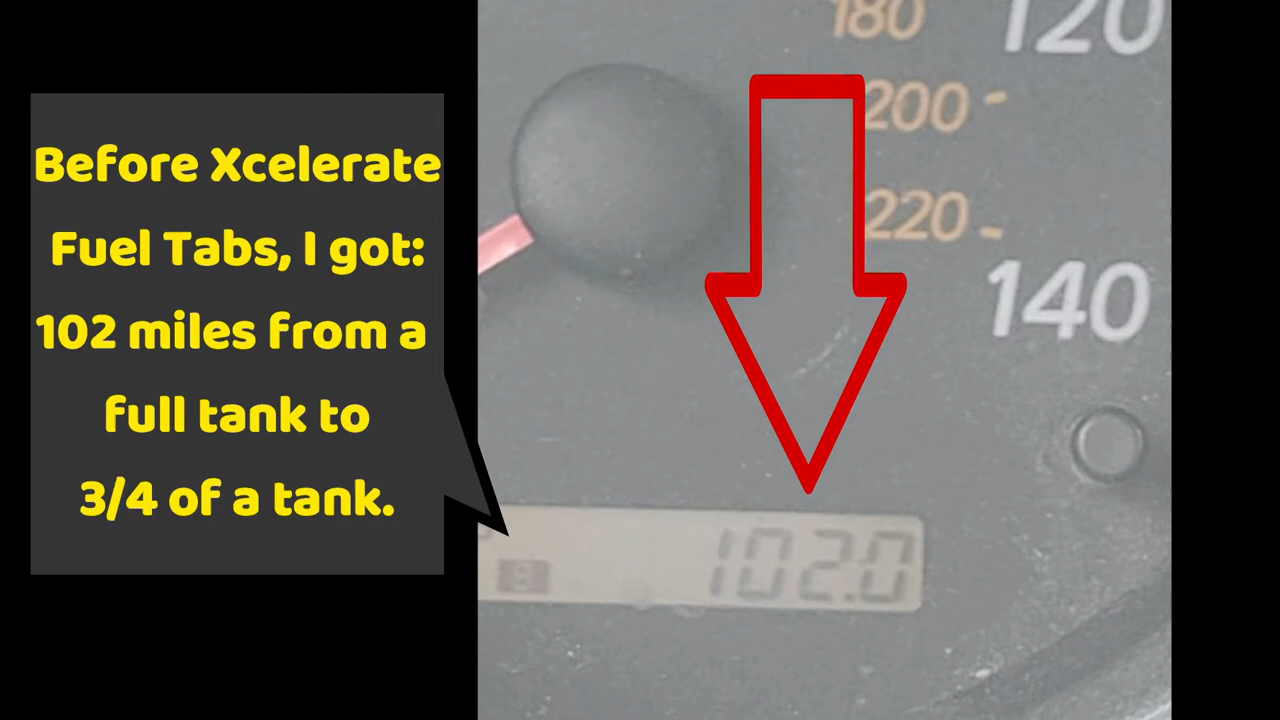 Before Xcelerate
Fuel Tabs, I got:
102 miles from a
full tank to
3/4 of a tank.
180
120
200
220
140
102.0